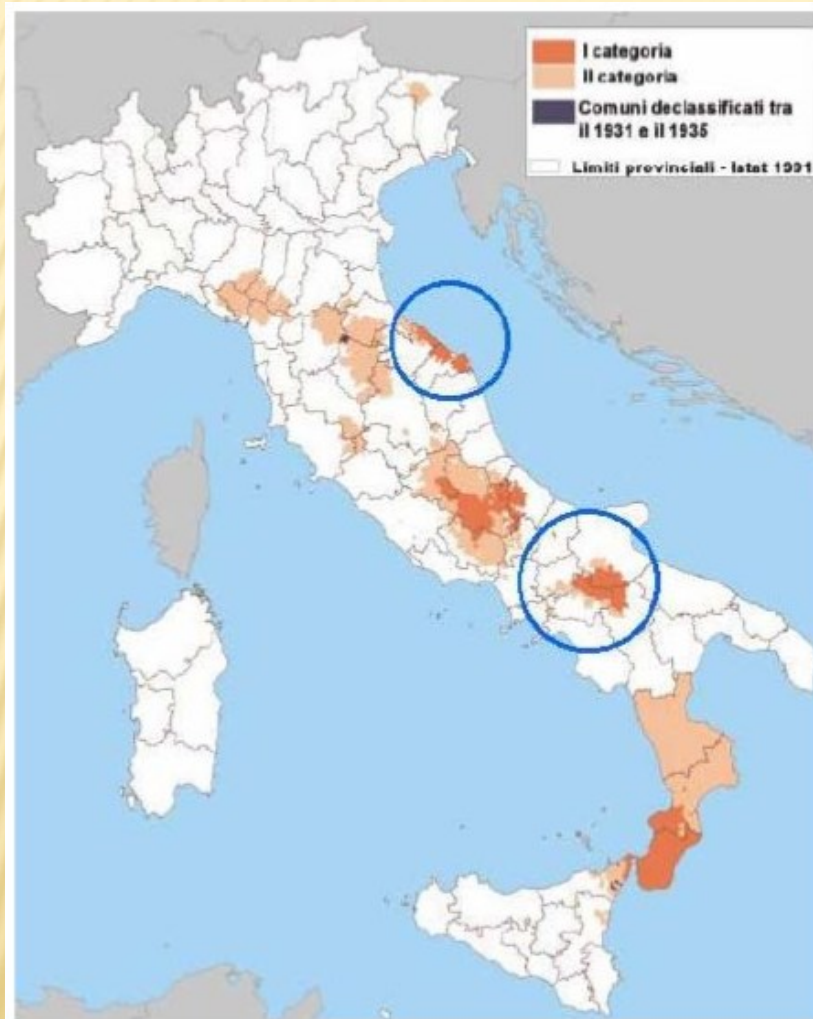 I categoria
II categoria
Comuni declassificati tra
il 1931 e il 1935
Limiti provinciali - Istat 1991